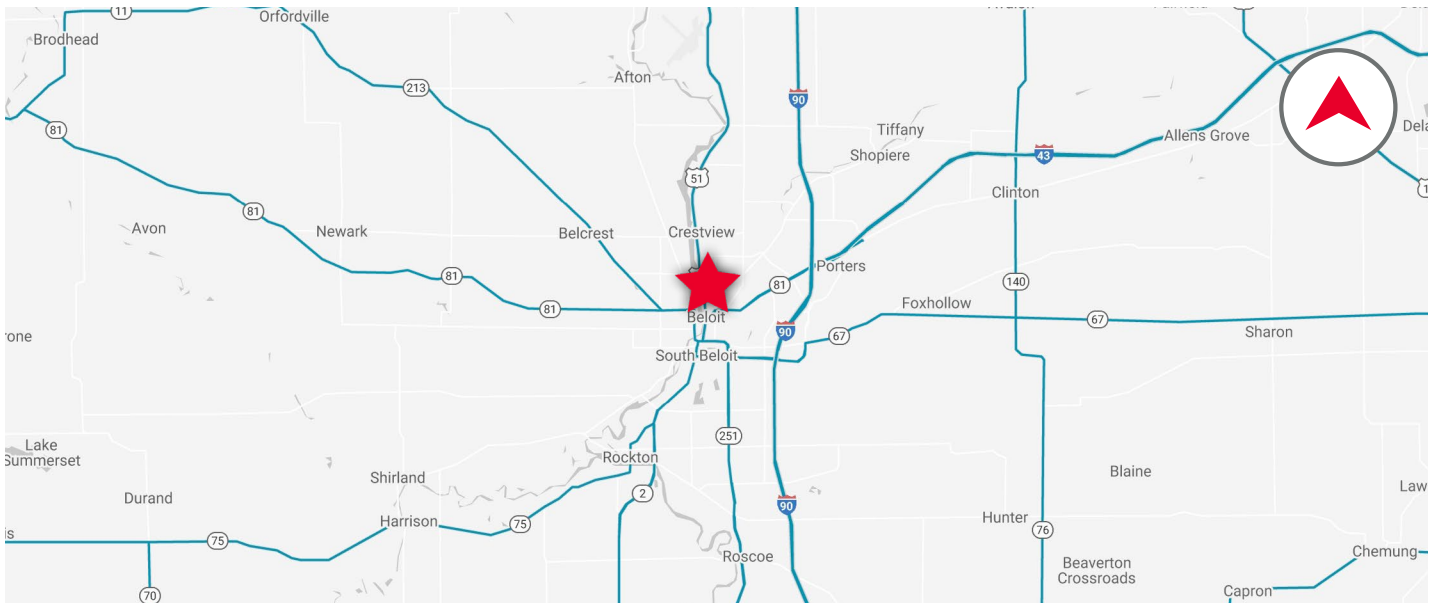 11
Orfordville
Brodhead
Afton
213
90
81
Tiffany
Shopiere
Allens Grove
43
51
Clinton
81
Avon
Newark
Belcrest
Crestview
Porters
81
81
81
140
Foxhollow
Beloit
90
67
67
Sharon
South Beloit
251
Lake
Summerset
Rockton
Blaine
Shirland
Durand
2
90
Harrison
75
Hunter
76
75
Roscoe
Chemung
Beaverton
Crossroads
70
Capron